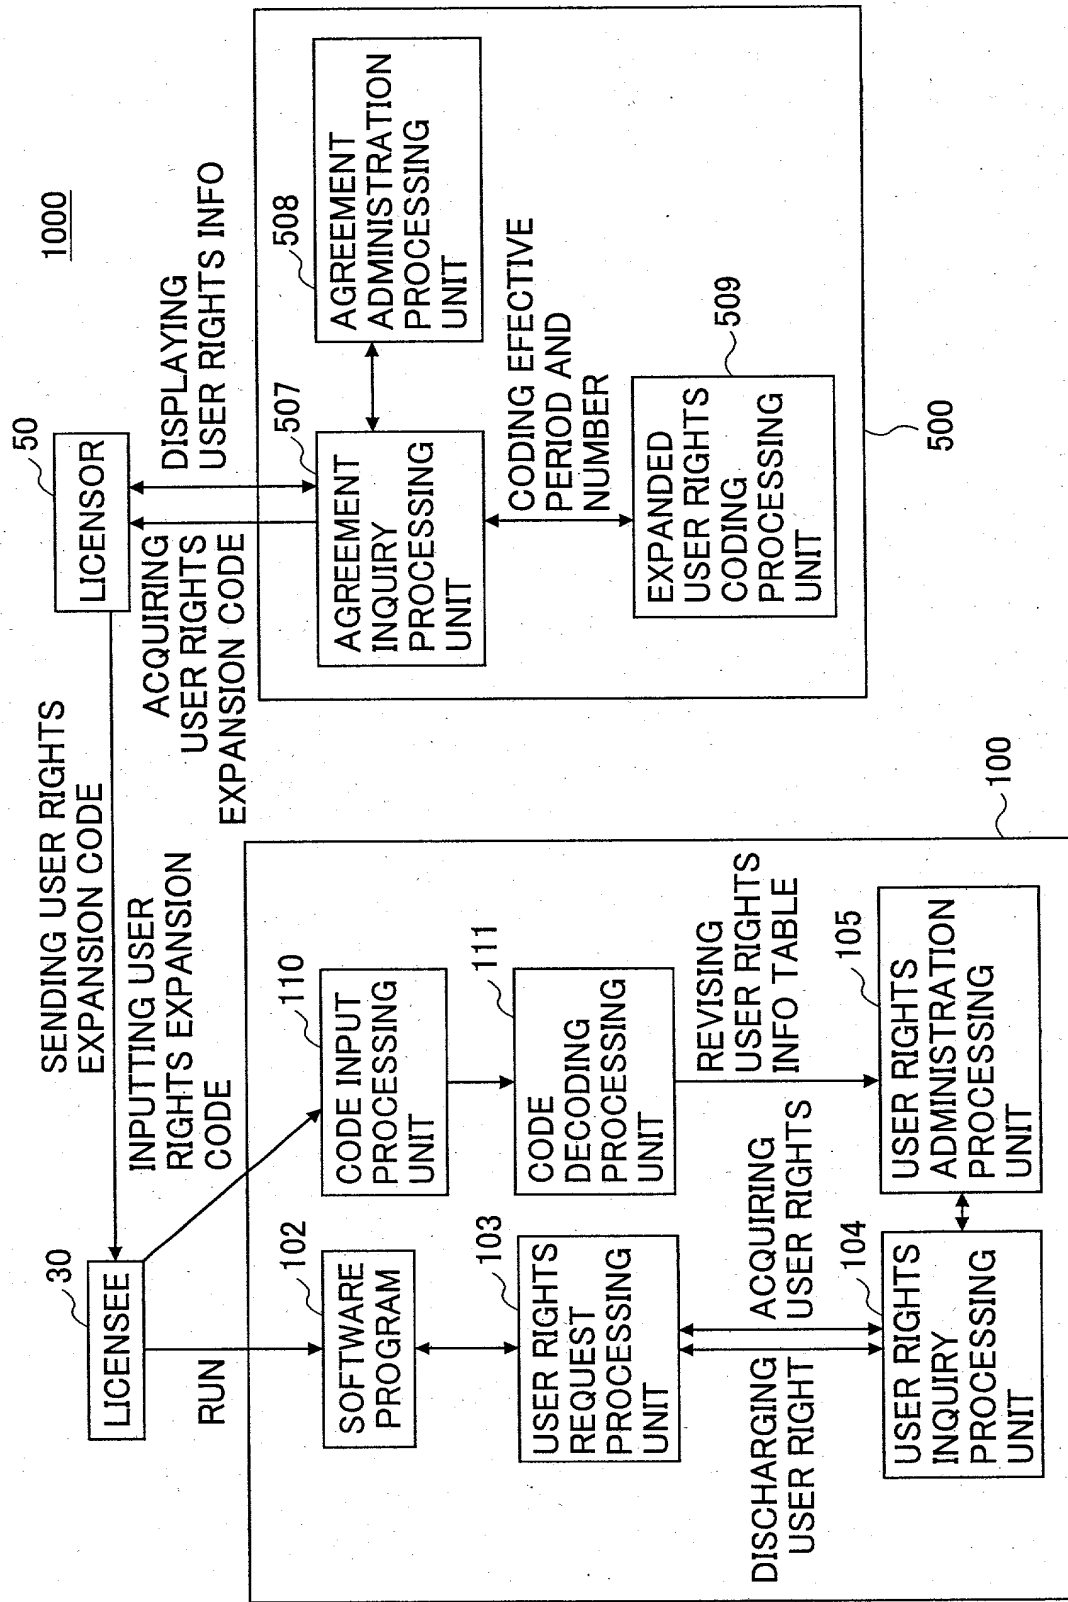 1000
50
LICENSOR
SENDING USER RIGHTS
EXPANSION CODE
ACQUIRING
USER RIGHTS
EXPANSION CODE
DISPLAYING
USER RIGHTS INFO
30
LICENSEE
RUN
INPUTTING USER
RIGHTS EXPANSION
CODE
102
SOFTWARE
PROGRAM
110
CODE INPUT
PROCESSING
UNIT
103
USER RIGHTS
REQUEST
PROCESSING
UNIT
111
CODE
DECODING
PROCESSING
UNIT
DISCHARGING
USER RIGHT
ACQUIRING
USER RIGHTS
REVISING
USER RIGHTS
INFO TABLE
104
USER RIGHTS
INQUIRY
PROCESSING
UNIT
105
USER RIGHTS
ADMINISTRATION
PROCESSING
UNIT
100
507
AGREEMENT
INQUIRY
PROCESSING
UNIT
508
AGREEMENT
ADMINISTRATION
PROCESSING
UNIT
CODING EFECTIVE
PERIOD AND
NUMBER
509
EXPANDED
USER RIGHTS
CODING
PROCESSING
UNIT
500